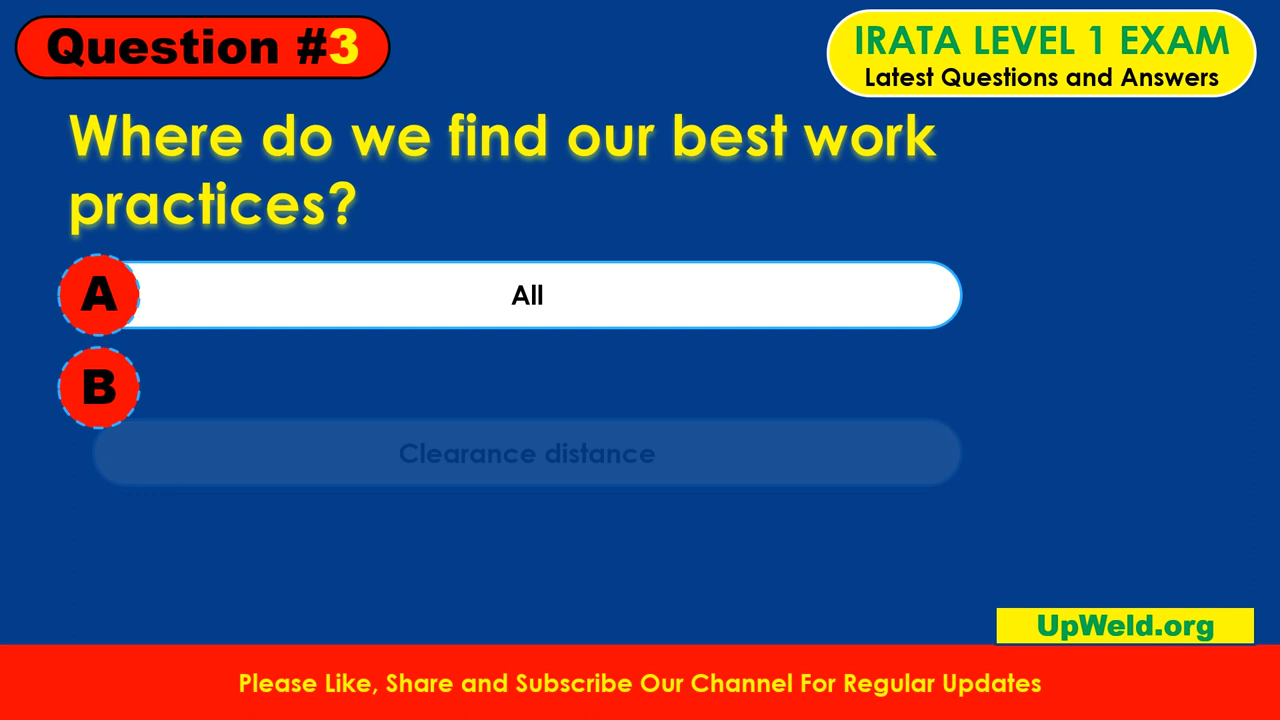 Question #3
IRATA LEVEL 1 EXAM
Latest Questions and Answers
Where do we find our best work
practices?
A
All
B
Clearance distance
UpWeld.org
Please Like, Share and Subscribe Our Channel For Regular Updates